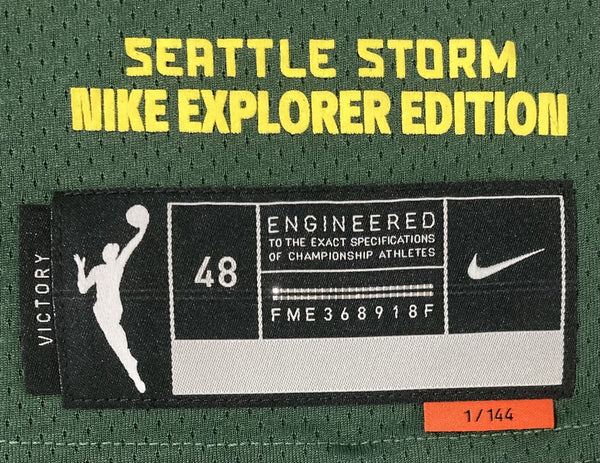 SEATTLE STORM
NIKE EXPLORER EDITION
VICTORY
48
ENGINEERED
TO THE EXACT SPECIFICATIONS
OF CHAMPIONSHIP ATHLETES
FME368918F
1/144